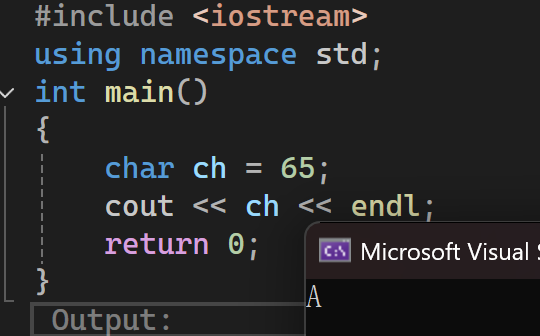 #include <iostream>
using namespace std;
int main()
{
    char ch = 65;
    cout << ch << endl;
    return 0;
}
Microsoft Visual
A
Output: